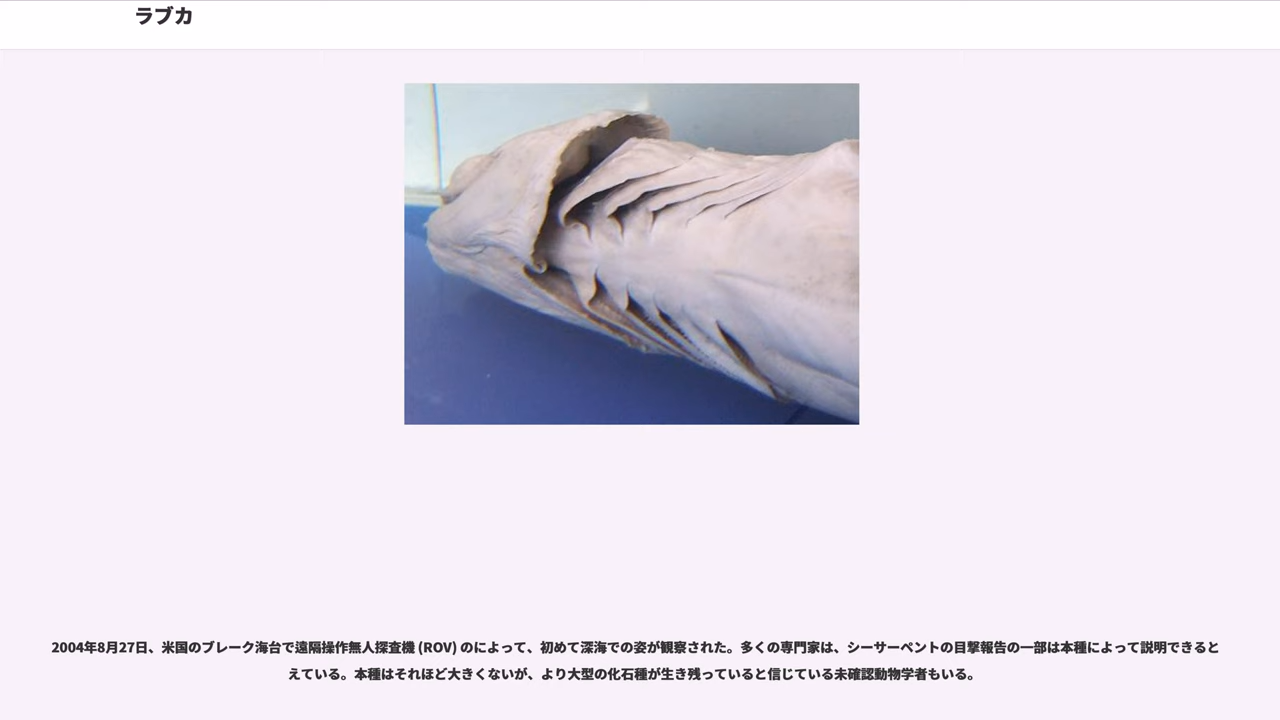 ラブカ
2004年8月27日、米国のブレーク海台で遠隔操作無人探査機 (ROV) のによって、初めて深海での姿が観察された。多くの専門家は、シーサーペントの目撃報告の一部は本種によって説明できると
えている。本種はそれほど大きくないが、より大型の化石種が生き残っていると信じている未確認動物学者もいる。